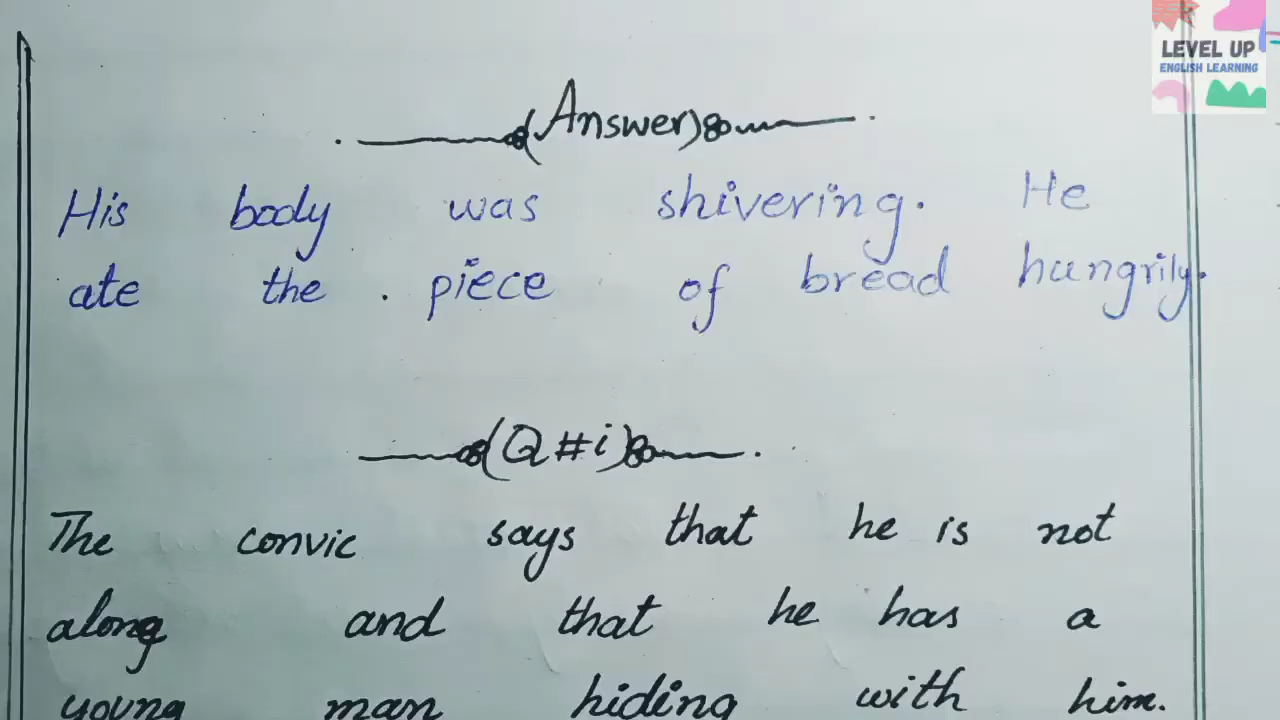 LEVEL UP
ENGLISH LEARNING
(Answer)
His body was shivering. He
ate the piece of bread hungrily.
(Q#i)
The convic says that he is not
along and that he has a
young man hiding with him.